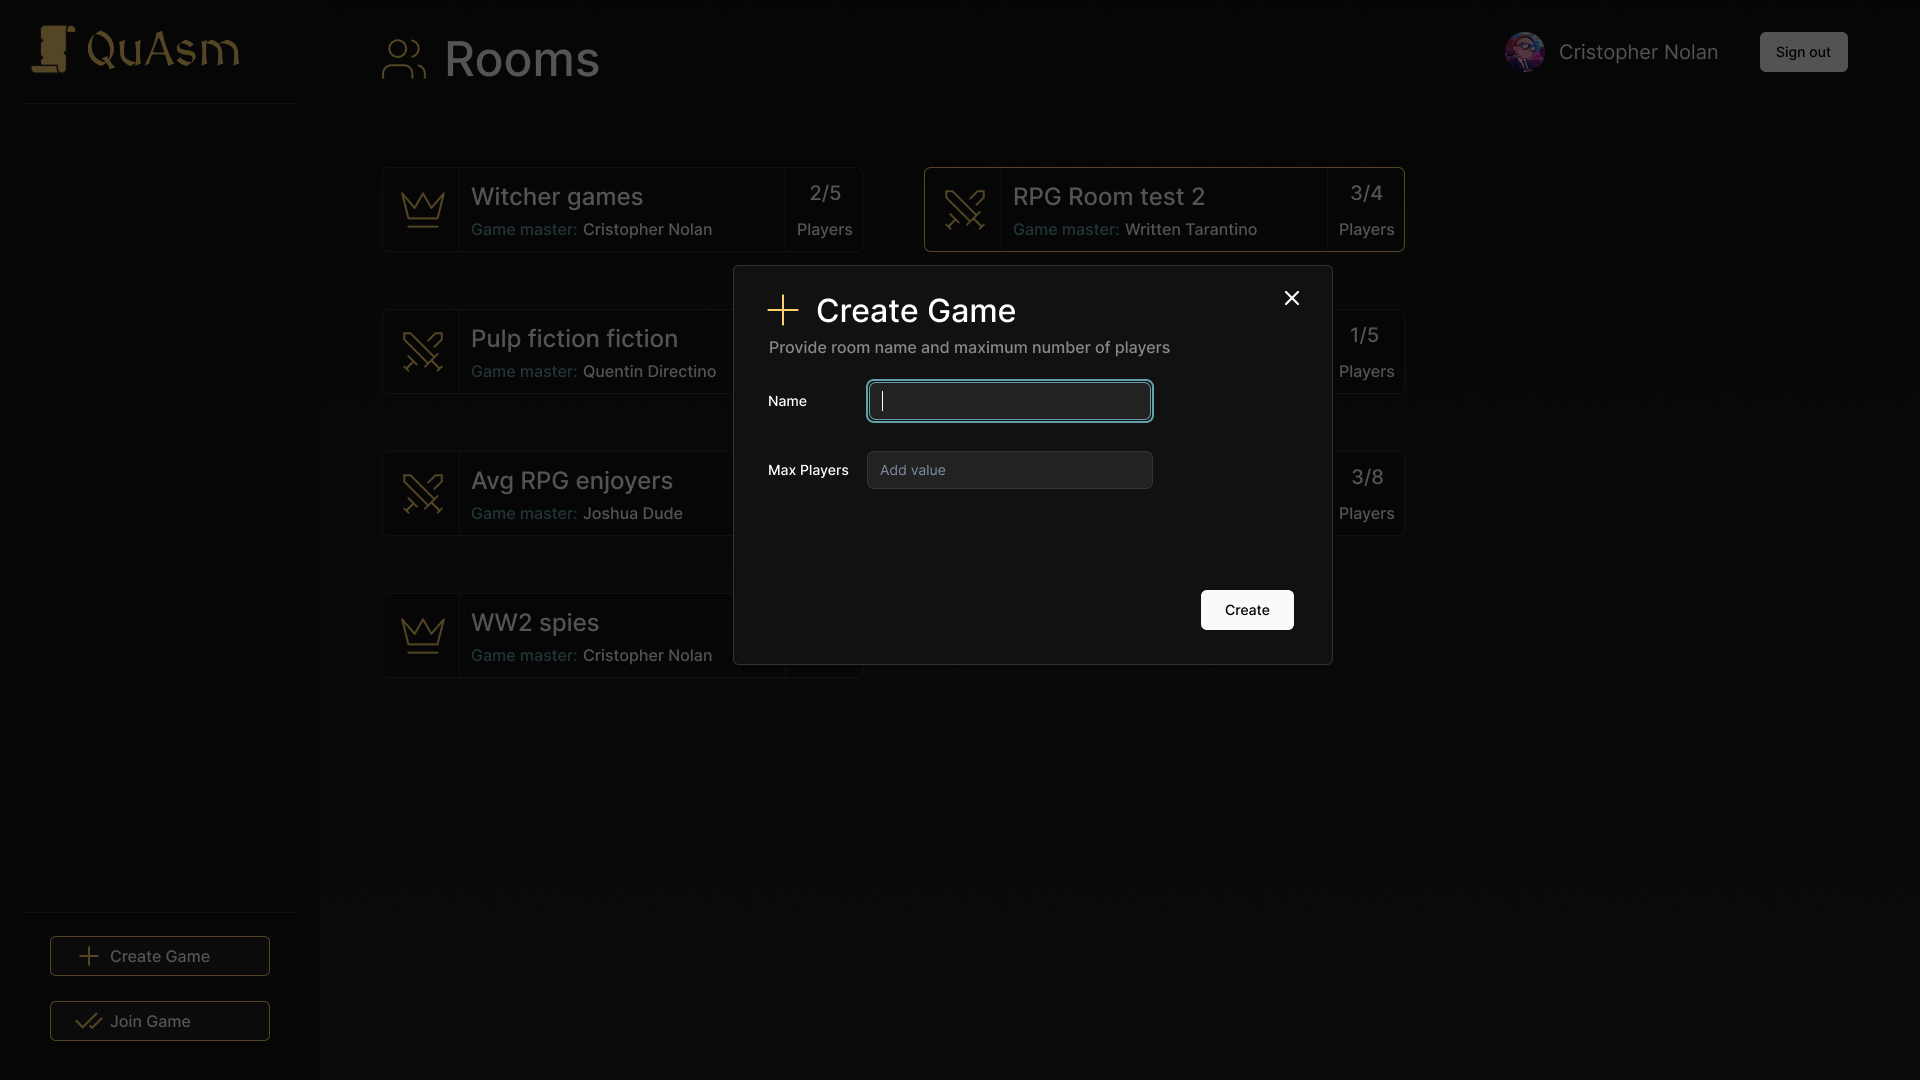 QuAsm
Rooms
Cristopher Nolan
Sign out
Witcher games
Game master: Cristopher Nolan
2/5
Players
RPG Room test 2
Game master: Written Tarantino
3/4
Players
Create Game
Provide room name and maximum number of players
Name
Max Players
Add value
Create
Pulp fiction fiction
Game master: Quentin Directino
1/5
Players
Avg RPG enjoyers
Game master: Joshua Dude
3/8
Players
WW2 spies
Game master: Cristopher Nolan
Create Game
Join Game